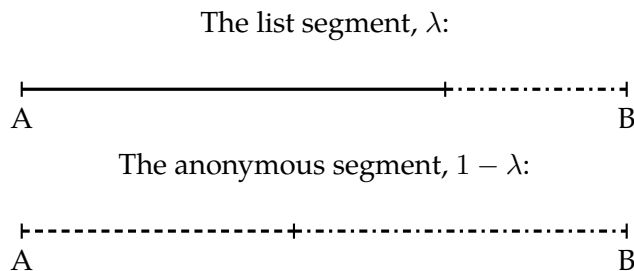 The list segment, λ:
A B
The anonymous segment, 1 − λ:
A B